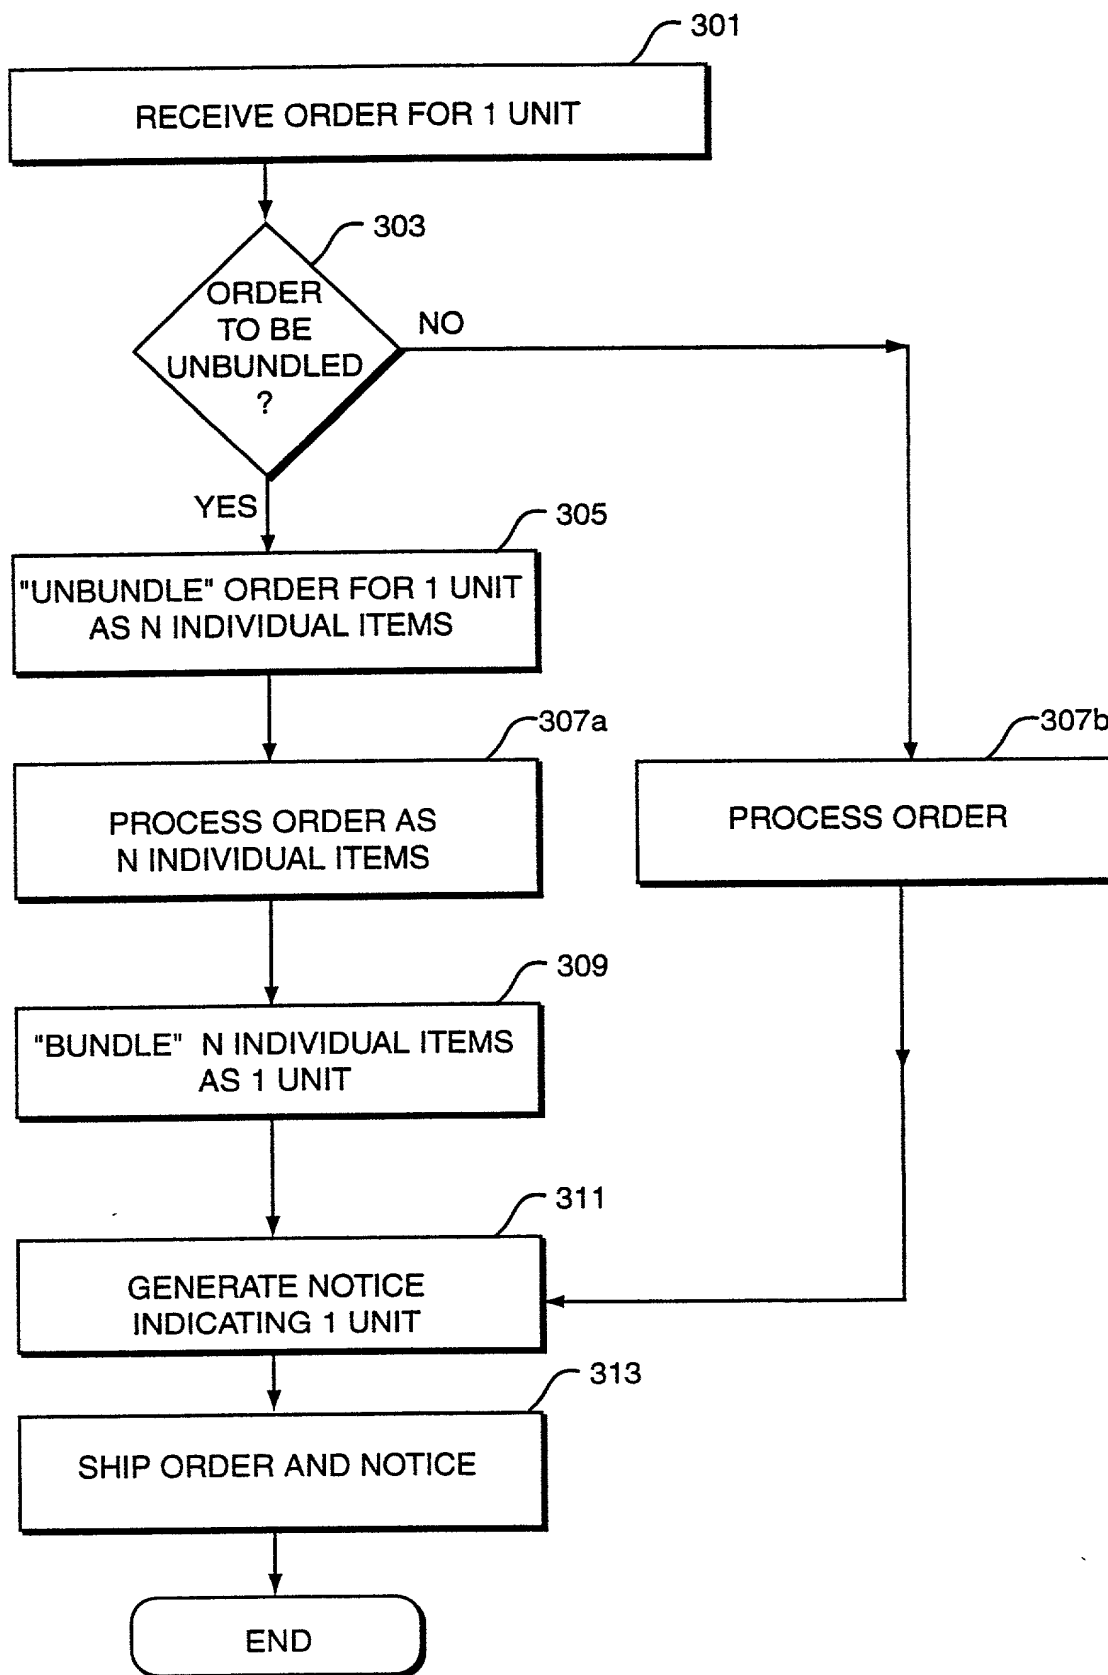 301
RECEIVE ORDER FOR 1 UNIT
303
ORDER
TO BE
UNBUNDLED
?
NO
YES
305
"UNBUNDLE" ORDER FOR 1 UNIT
AS N INDIVIDUAL ITEMS
307a
PROCESS ORDER AS
N INDIVIDUAL ITEMS
307b
PROCESS ORDER
309
"BUNDLE" N INDIVIDUAL ITEMS
AS 1 UNIT
311
GENERATE NOTICE
INDICATING 1 UNIT
313
SHIP ORDER AND NOTICE
END